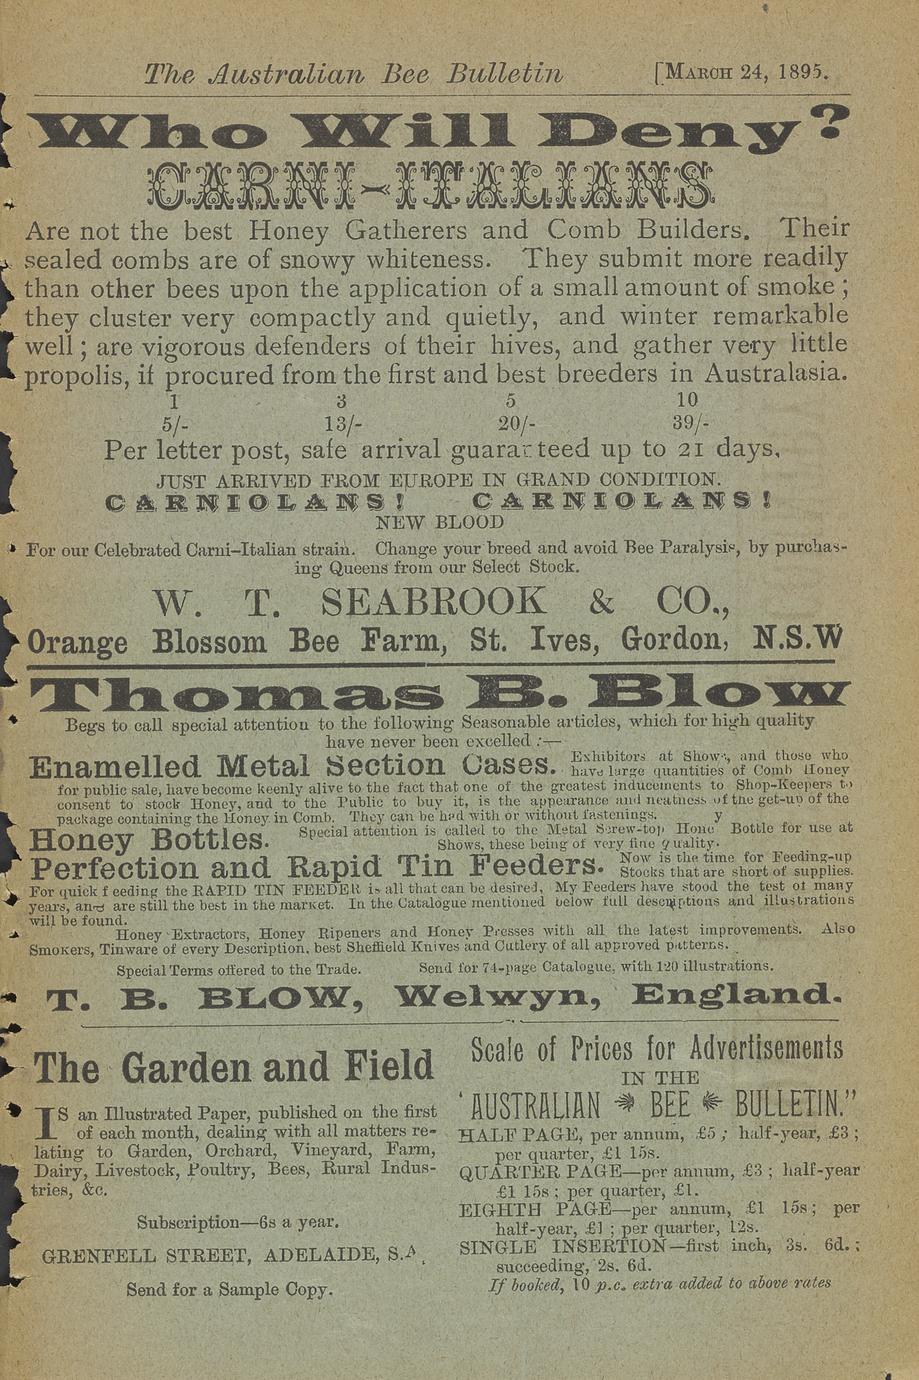 The Australian Bee Bulletin [March 24, 1895.
Who Will Deny?
CARNI-ITALIANS
Are not the best Honey Gatherers and Comb Builders. Their
sealed combs are of snowy whiteness. They submit more readily
than other bees upon the application of a small amount of smoke;
they cluster very compactly and quietly, and winter remarkable
well; are vigorous defenders of their hives, and gather very little
propolis, if procured from the first and best breeders in Australasia.
1 3 5 10
5/- 13/- 20/- 39/-
Per letter post, safe arrival guaranteed up to 21 days,
JUST ARRIVED FROM EUROPE IN GRAND CONDITION.
CARNIOLANS! CARNIOLANS!
NEW BLOOD
For our Celebrated Carni-Italian strain. Change your breed and avoid Bee Paralysis, by purchas-
ing Queens from our Select Stock.
W. T. SEABROOK & CO.,
Orange Blossom Bee Farm, St. Ives, Gordon, N.S.W
Thomas B. Blow
Begs to call special attention to the following Seasonable articles, which for high quality
have never been excelled :—
Enamelled Metal Section Cases. Exhibitors at Shows, and those who
have large quantities of Comb Honey
for public sale, have become keenly alive to the fact that one of the greatest inducements to Shop-Keepers to
consent to stock Honey, and to the Public to buy it, is the appearance and neatness of the get-up of the
package containing the Honey in Comb. They can be had with or without fastenings. y
Honey Bottles. Special attention is called to the Metal Screw-top Hone Bottle for use at
Shows, these being of very fine quality.
Perfection and Rapid Tin Feeders. Now is the time for Feeding-up
Stocks that are short of supplies.
For quick feeding the RAPID TIN FEEDER is all that can be desired, My Feeders have stood the test of many
years, and are still the best in the market. In the Catalogue mentioned below full descriptions and illustrations
will be found.
Honey Extractors, Honey Ripeners and Honey Presses with all the latest improvements. Also
Smokers, Tinware of every Description, best Sheffield Knives and Cutlery of all approved patterns.
Special Terms offered to the Trade. Send for 74-page Catalogue, with 120 illustrations.
T. B. BLOW, Welwyn, England.
The Garden and Field
Is an Illustrated Paper, published on the first
of each month, dealing with all matters re-
lating to Garden, Orchard, Vineyard, Farm,
Dairy, Livestock, Poultry, Bees, Rural Indus-
tries, &c.
Subscription—6s a year.
GRENFELL STREET, ADELAIDE, S.A.
Send for a Sample Copy.
Scale of Prices for Advertisements
IN THE
'AUSTRALIAN BEE BULLETIN."
HALF PAGE, per annum, £5; half-year, £3;
per quarter, £1 15s.
QUARTER PAGE—per annum, £3; half-year
£1 15s; per quarter, £1.
EIGHTH PAGE—per annum, £1 15s; per
half-year, £1; per quarter, 12s.
SINGLE INSERTION—first inch, 3s. 6d.;
succeeding, 2s. 6d.
If booked, 10 p.c. extra added to above rates